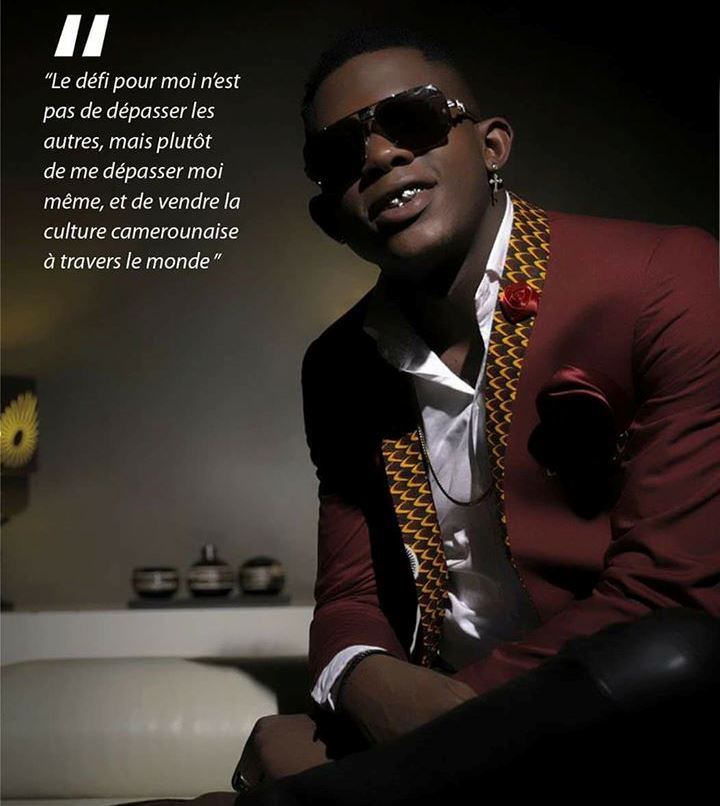 “Le défi pour moi n’est
pas de dépasser les
autres, mais plutôt
de me dépasser moi
même, et de vendre la
culture camerounaise
à travers le monde”